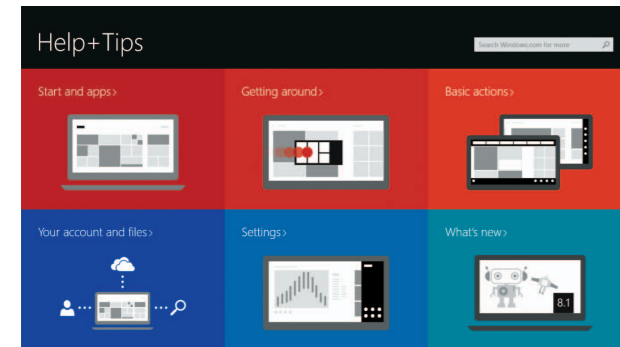 Help+Tips
Search Windows.com for more
Start and apps>
Getting around>
Basic actions>
Your account and files>
Settings>
What's new>
8.1